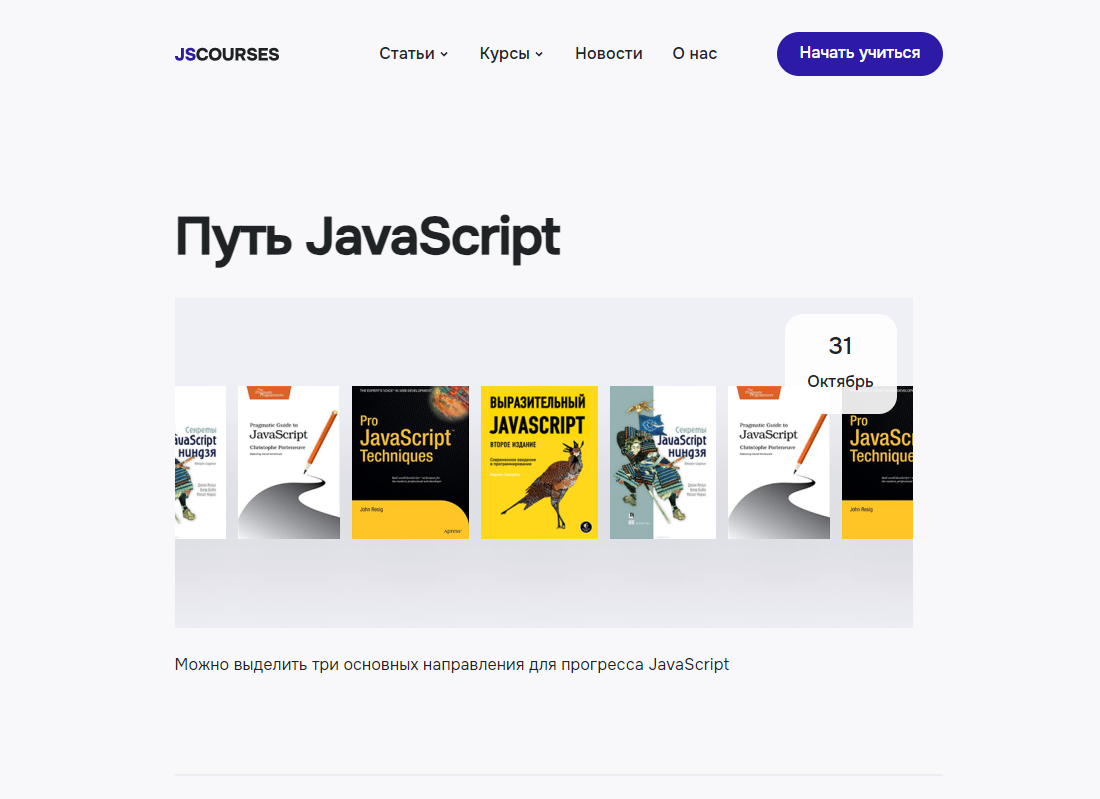 JSCOURSES
Статьи
Курсы
Новости
О нас
Начать учиться
Путь JavaScript
31
Октябрь
Секреты
JavaScript
НИНДЗЯ
Pragmatic Guide to
JavaScript
Christophe Porteneuve
THE EXPERT'S VOICE® IN WEB DEVELOPMENT
Pro
JavaScript™
Techniques
John Resig
Apress®
ВЫРАЗИТЕЛЬНЫЙ
JAVASCRIPT
ВТОРОЕ ИЗДАНИЕ
Современное введение
в программирование
Секреты
JavaScript
НИНДЗЯ
Pragmatic Guide to
JavaScript
Christophe Porteneuve
Pro
JavaSc
Technique
John Resig
Можно выделить три основных направления для прогресса JavaScript